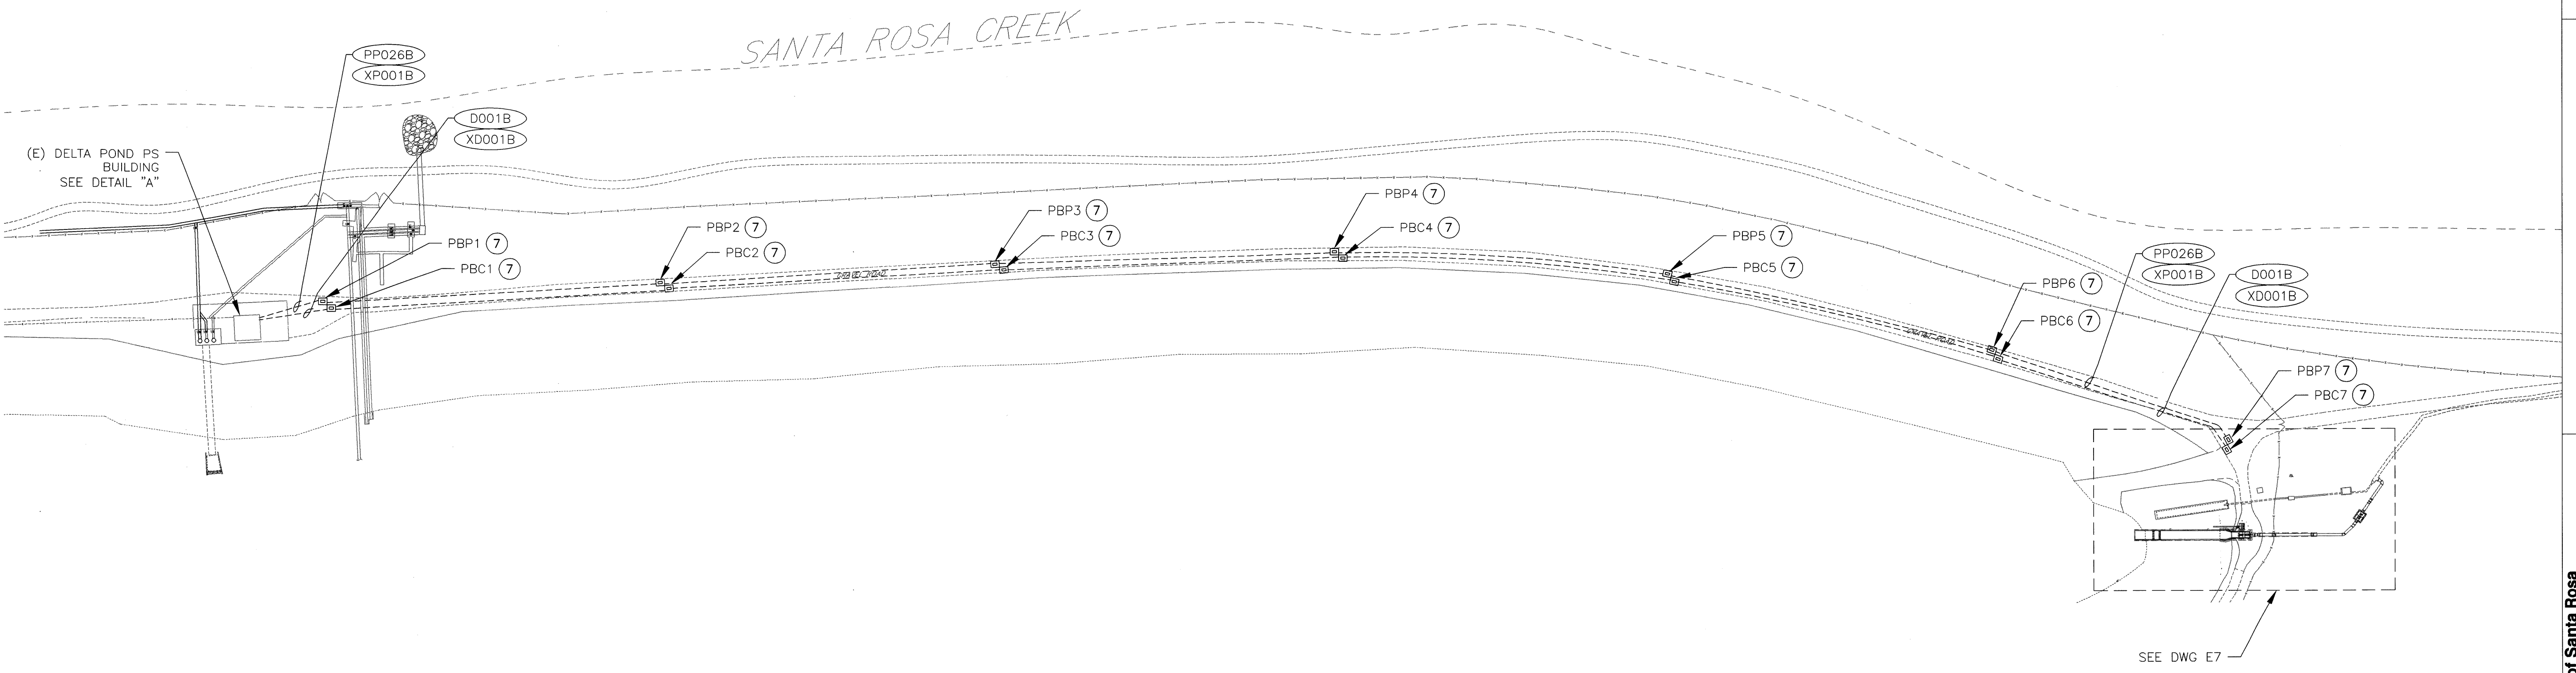 SANTA ROSA CREEK
PP026B
XP001B
D001B
XD001B
(E) DELTA POND PS
BUILDING
SEE DETAIL "A"
PBP1 7
PBC1 7
PBP2 7
PBC2 7
PBP3 7
PBC3 7
PBP4 7
PBC4 7
PBP5 7
PBC5 7
PBP6 7
PBC6 7
PP026B
XP001B
D001B
XD001B
PBP7 7
PBC7 7
SEE DWG E7
of Santa Rosa